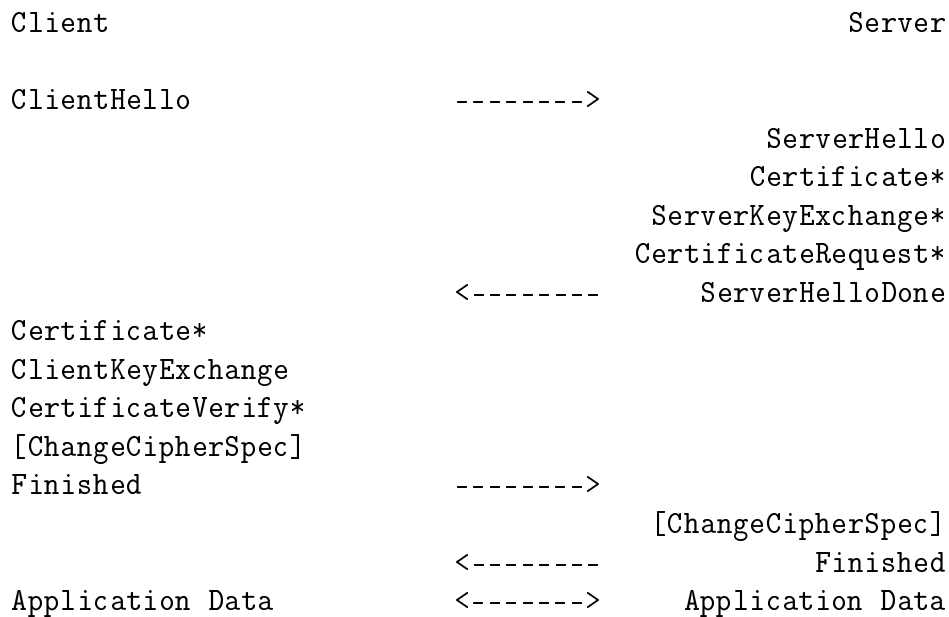 Client Server
ClientHello -------->
ServerHello
Certificate*
ServerKeyExchange*
CertificateRequest*
<-------- ServerHelloDone
Certificate*
ClientKeyExchange
CertificateVerify*
[ChangeCipherSpec]
Finished -------->
[ChangeCipherSpec]
<-------- Finished
Application Data <-------> Application Data